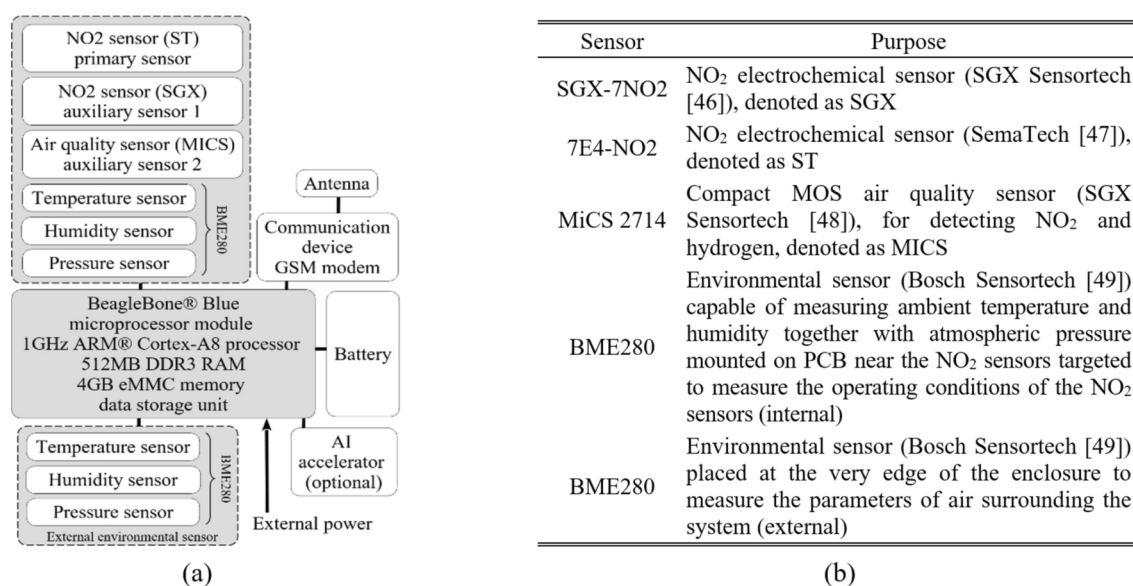 NO2 sensor (ST)
primary sensor
NO2 sensor (SGX)
auxiliary sensor 1
Air quality sensor (MICS)
auxiliary sensor 2
Temperature sensor
Humidity sensor
Pressure sensor
BME280
Antenna
Communication
device
GSM modem
BeagleBone® Blue
microprocessor module
1GHz ARM® Cortex-A8 processor
512MB DDR3 RAM
4GB eMMC memory
data storage unit
Battery
Temperature sensor
Humidity sensor
Pressure sensor
BME280
External environmental sensor
AI
accelerator
(optional)
External power
(a)
Sensor Purpose
SGX-7NO2 NO₂ electrochemical sensor (SGX Sensortech
[46]), denoted as SGX
7E4-NO2 NO₂ electrochemical sensor (SemaTech [47]),
denoted as ST
MiCS 2714 Compact MOS air quality sensor (SGX
Sensortech [48]), for detecting NO₂ and
hydrogen, denoted as MICS
BME280 Environmental sensor (Bosch Sensortech [49])
capable of measuring ambient temperature and
humidity together with atmospheric pressure
mounted on PCB near the NO₂ sensors targeted
to measure the operating conditions of the NO₂
sensors (internal)
BME280 Environmental sensor (Bosch Sensortech [49])
placed at the very edge of the enclosure to
measure the parameters of air surrounding the
system (external)
(b)